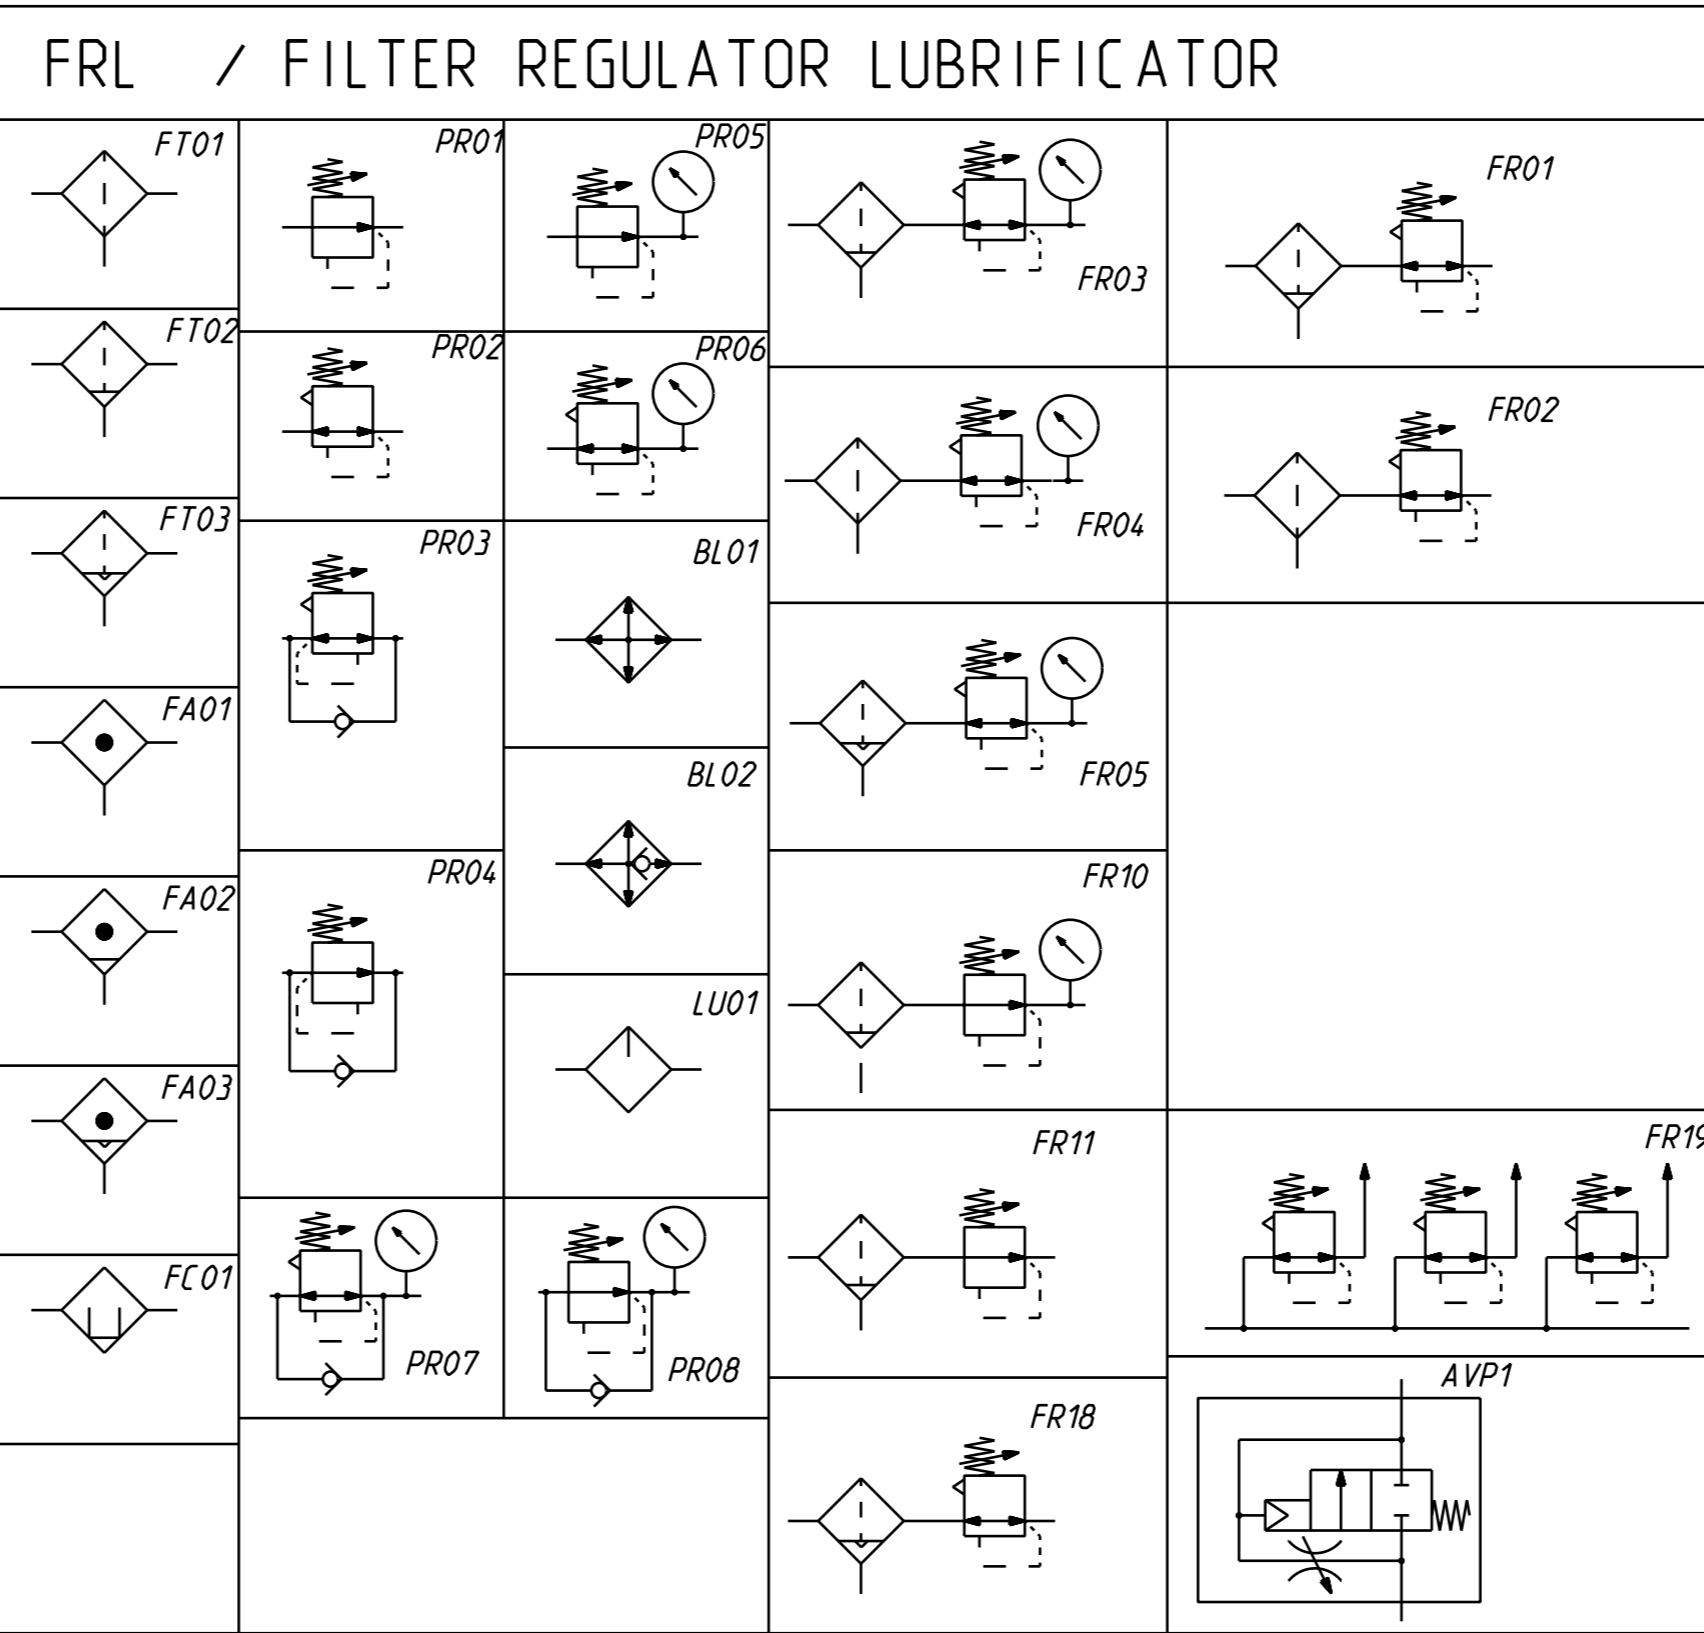 FRL / FILTER REGULATOR LUBRIFICATOR
FT01
FT02
FT03
FA01
FA02
FA03
FC01
PR01
PR02
PR03
PR04
PR07
PR05
PR06
BL01
BL02
LU01
PR08
FR03
FR04
FR05
FR10
FR11
FR18
FR01
FR02
FR19
AVP1